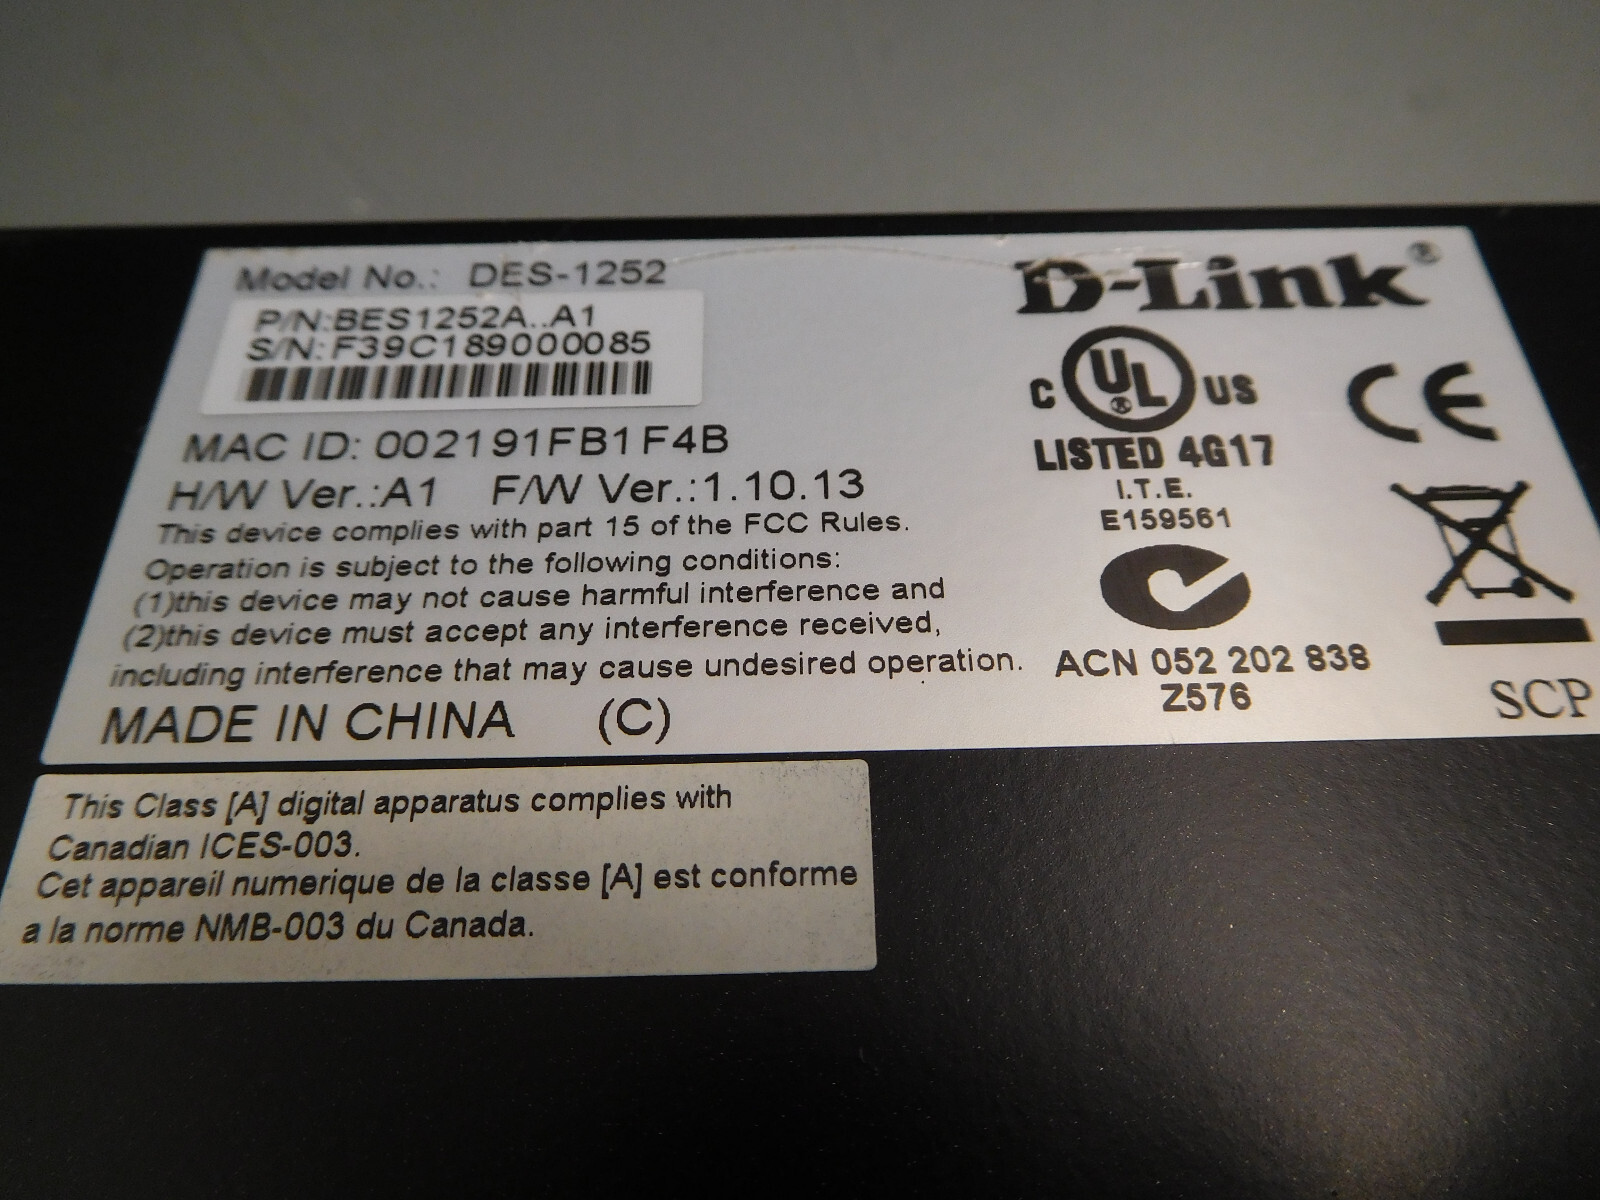 Model No.: DES-1252
P/N:BES1252A..A1
S/N:F39C189000085
MAC ID: 002191FB1F4B
H/W Ver.:A1 F/W Ver.:1.10.13
This device complies with part 15 of the FCC Rules.
Operation is subject to the following conditions:
(1)this device may not cause harmful interference and
(2)this device must accept any interference received,
including interference that may cause undesired operation.
MADE IN CHINA (C)
D-Link®
C UL® US
LISTED 4G17
I.T.E.
E159561
CE
ACN 052 202 838
Z576
SCP
This Class [A] digital apparatus complies with
Canadian ICES-003.
Cet appareil numerique de la classe [A] est conforme
a la norme NMB-003 du Canada.